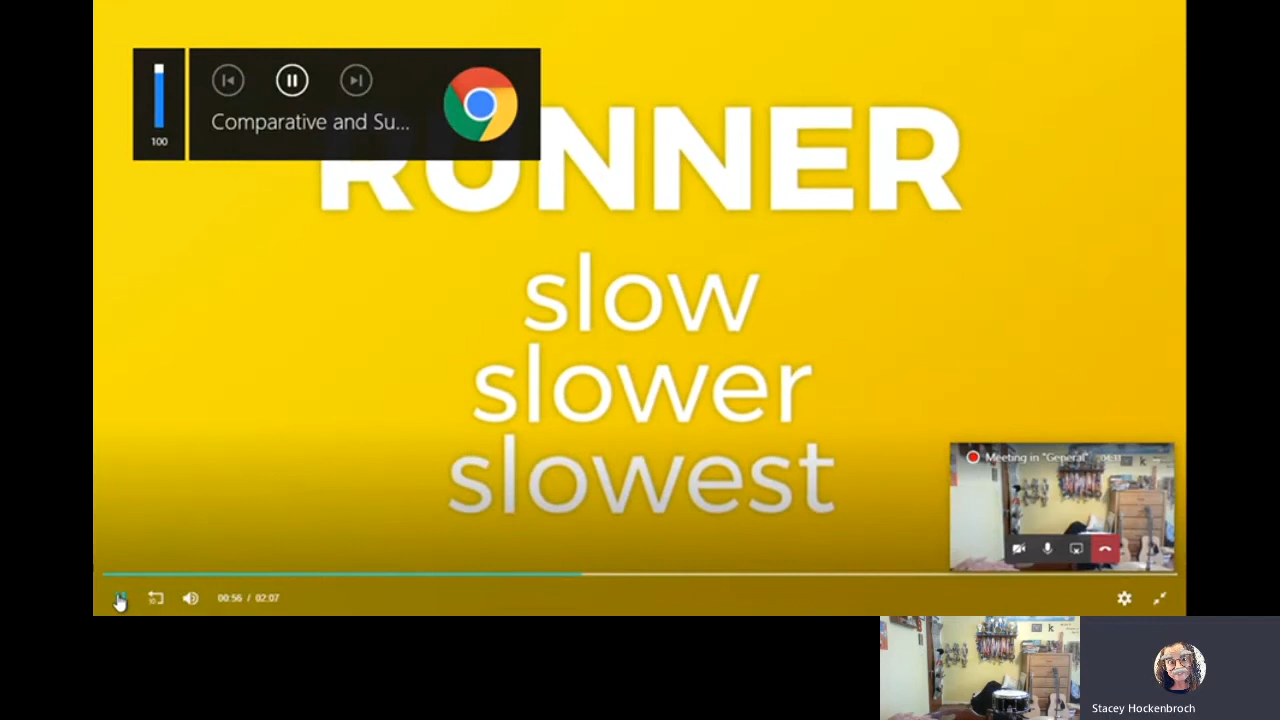 100
Comparative and Su...
RUNNER
slow
slower
slowest
Meeting in "General"
00:56 / 02:07
k
Stacey Hockenbroch